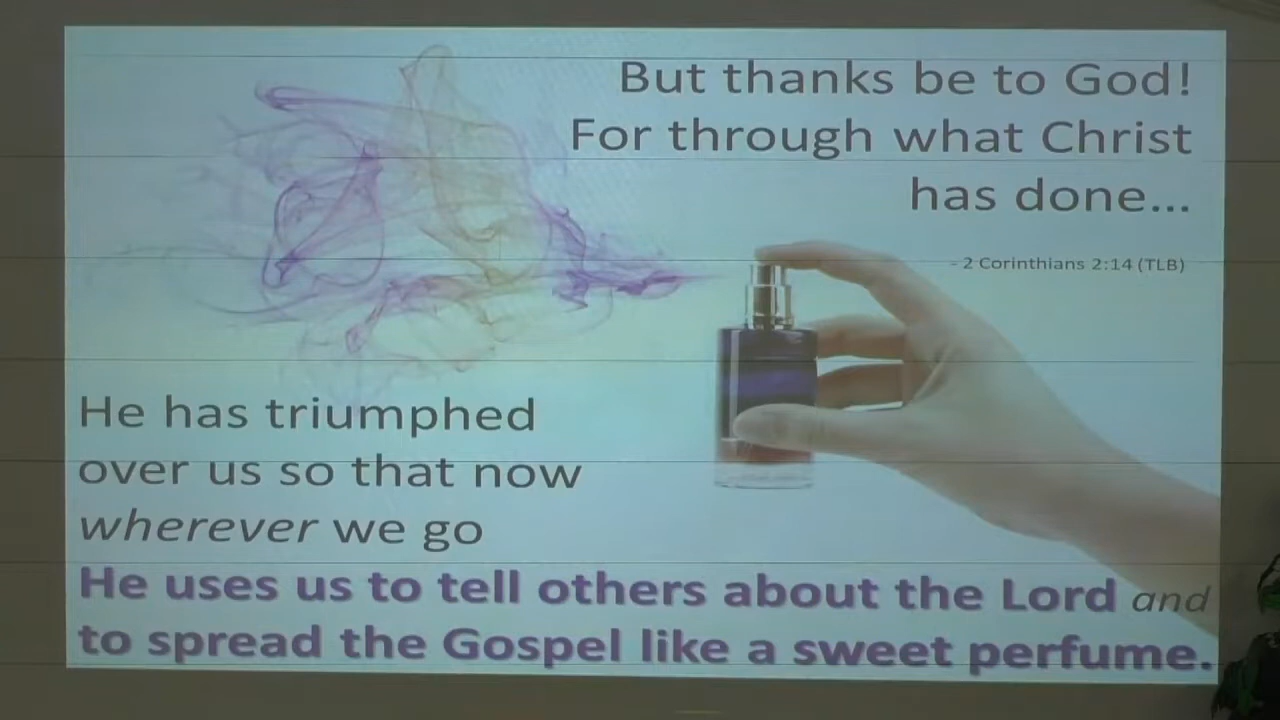 But thanks be to God!
For through what Christ
has done...
- 2 Corinthians 2:14 (TLB)
He has triumphed
over us so that now
wherever we go
He uses us to tell others about the Lord and
to spread the Gospel like a sweet perfume.